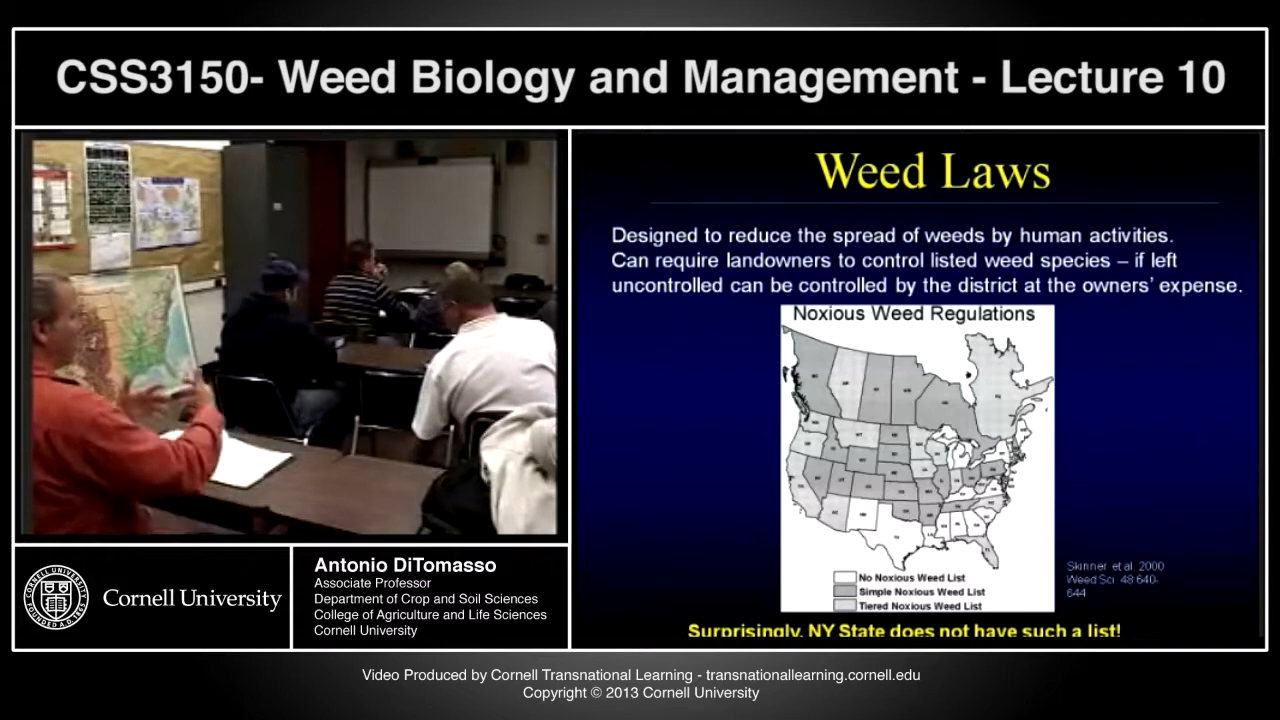 CSS3150- Weed Biology and Management - Lecture 10
Weed Laws
Designed to reduce the spread of weeds by human activities.
Can require landowners to control listed weed species – if left
uncontrolled can be controlled by the district at the owners' expense.
Noxious Weed Regulations
No Noxious Weed List
Simple Noxious Weed List
Tiered Noxious Weed List
Skinner et al. 2000
Weed Sci. 48:640-
644
Surprisingly, NY State does not have such a list!
Cornell University
Antonio DiTomasso
Associate Professor
Department of Crop and Soil Sciences
College of Agriculture and Life Sciences
Cornell University
Video Produced by Cornell Transnational Learning - transnationallearning.cornell.edu
Copyright © 2013 Cornell University